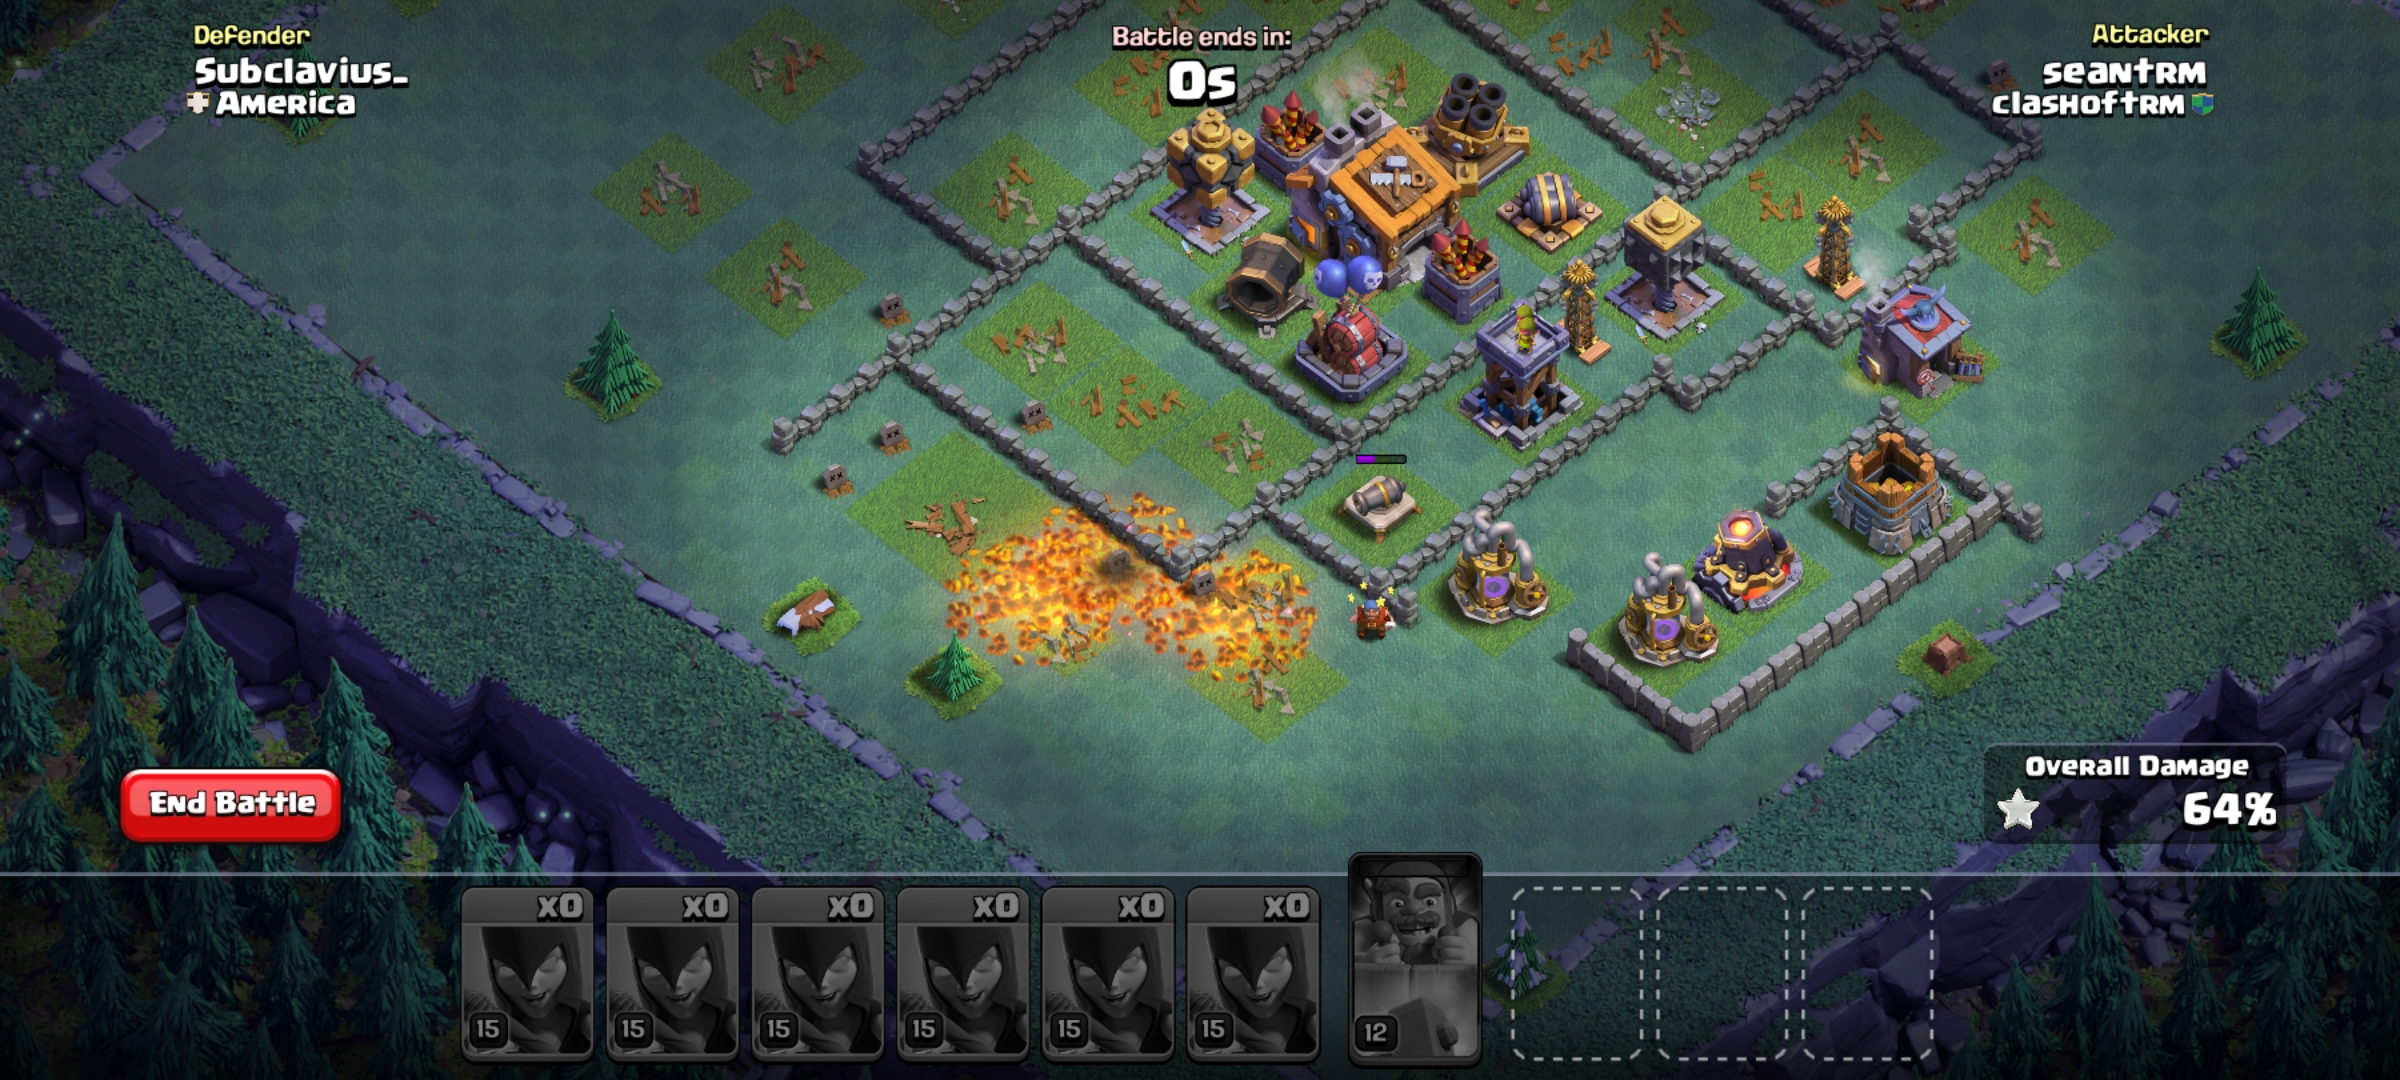 Defender
Subclavius_
America
Battle ends in:
0s
Attacker
seantRM
clashoftRM
End Battle
Overall Damage
64%
x0 x0 x0 x0 x0 x0
15 15 15 15 15 15 12